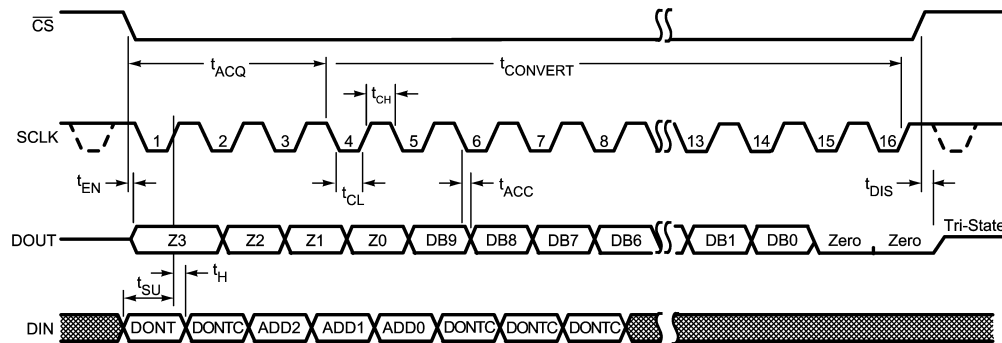 CS
tACQ
tCONVERT
tCH
SCLK
1 2 3 4 5 6 7 8 13 14 15 16
tEN
tCL
tACC
tDIS
DOUT
Z3 Z2 Z1 Z0 DB9 DB8 DB7 DB6 DB1 DB0 Zero Zero
Tri-State
tSU
tH
DIN
DONT DONTC ADD2 ADD1 ADD0 DONTC DONTC DONTC